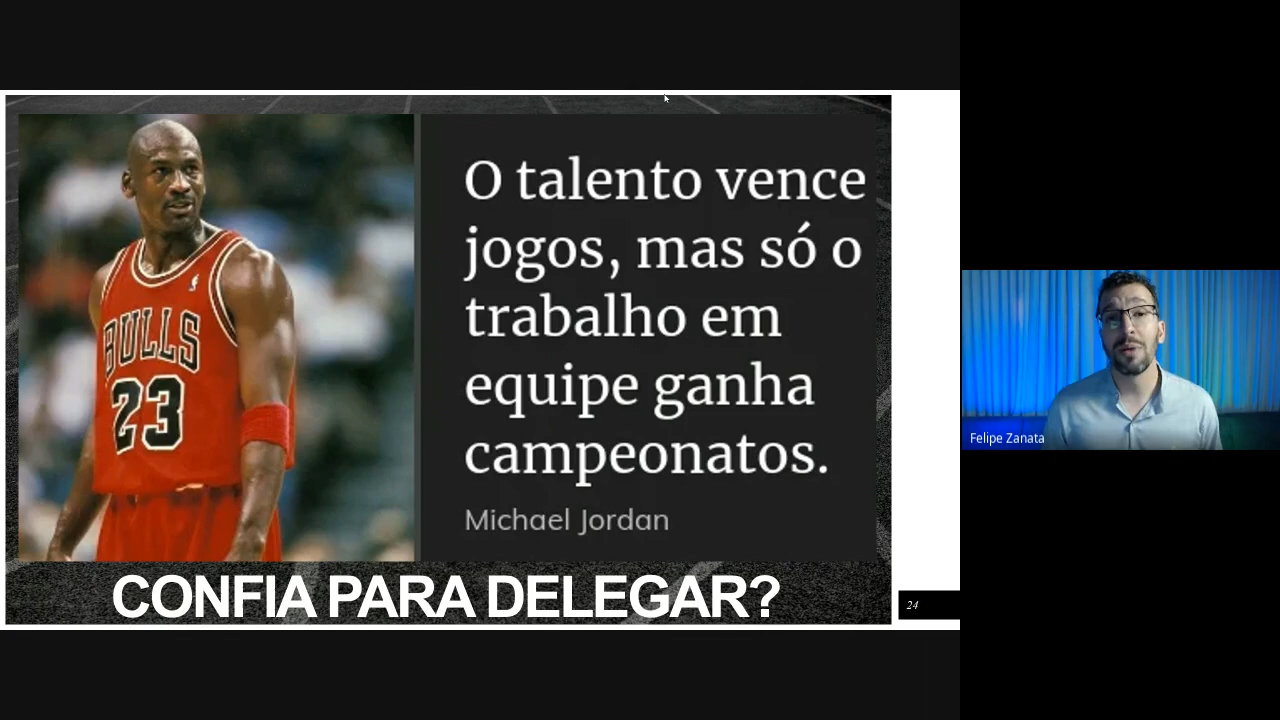 O talento vence
jogos, mas só o
trabalho em
equipe ganha
campeonatos.
Michael Jordan
BULLS
23
CONFIA PARA DELEGAR?
24
Felipe Zanata